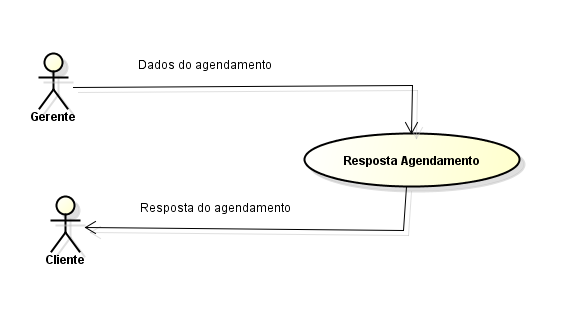 Dados do agendamento
Gerente
Resposta Agendamento
Resposta do agendamento
Cliente